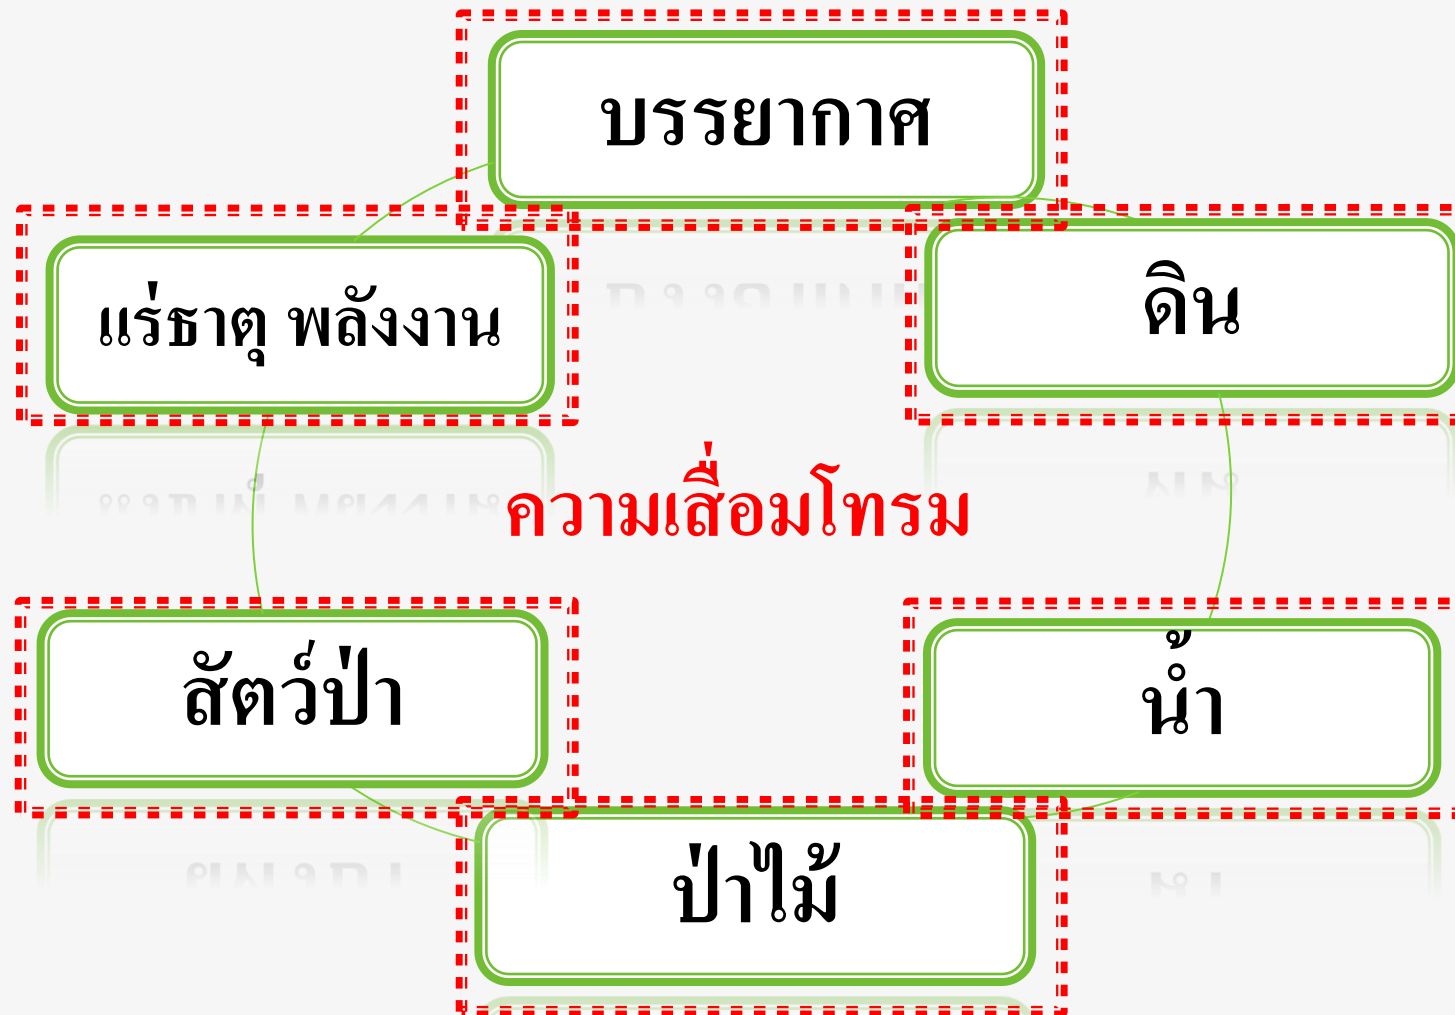 บรรยากาศ
แร่ธาตุ พลังงาน
ดิน
ความเสื่อมโทรม
สัตว์ป่า
น้ำ
ป่าไม้